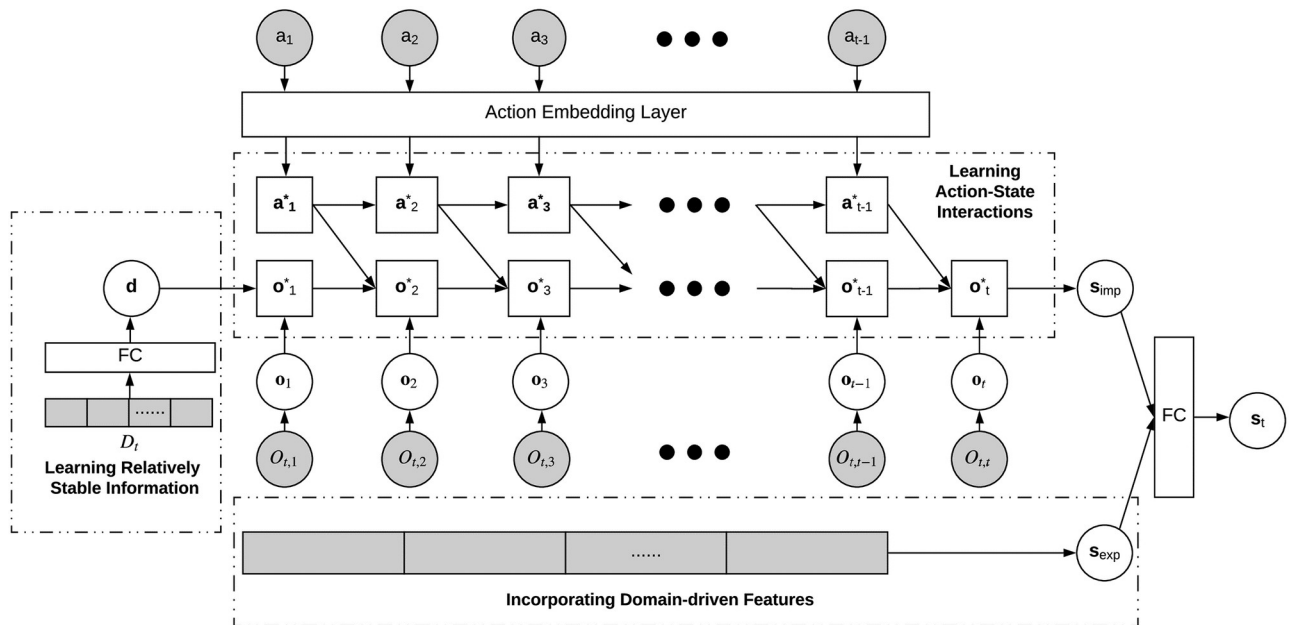 a1 a2 a3 ● ● ● at-1
Action Embedding Layer
Learning
Action-State
Interactions
a*1 a*2 a*3 ● ● ● a*t-1
d
o*1 o*2 o*3 ● ● ● o*t-1 o*t simp
FC
o1 o2 o3 ot−1 ot
......
Dt
Learning Relatively
Stable Information
FC
st
Ot,1 Ot,2 Ot,3 ● ● ● Ot,t−1 Ot,t
......
sexp
Incorporating Domain-driven Features